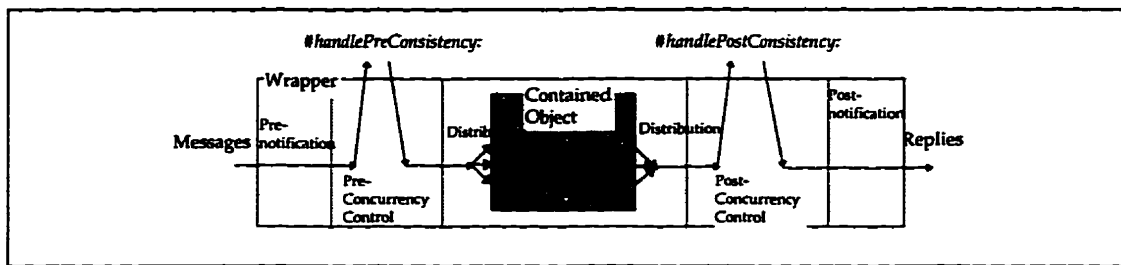 #handlePreConsistency:
#handlePostConsistency:
Wrapper
Contained
Object
Post-
notification
Pre-
notification
Messages
Distrib
Distribution
Replies
Pre-
Concurrency
Control
Post-
Concurrency
Control